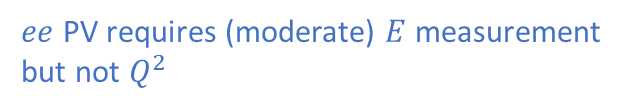 ee PV requires (moderate) E measurement
but not Q²